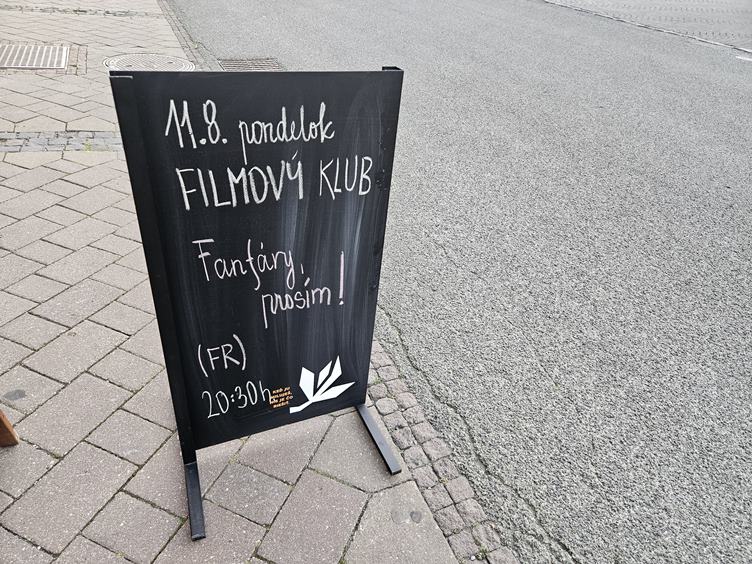 11.8. pondelok
FILMOVÝ KLUB
Fanfáry,
prosím!
(FR)
20:30h